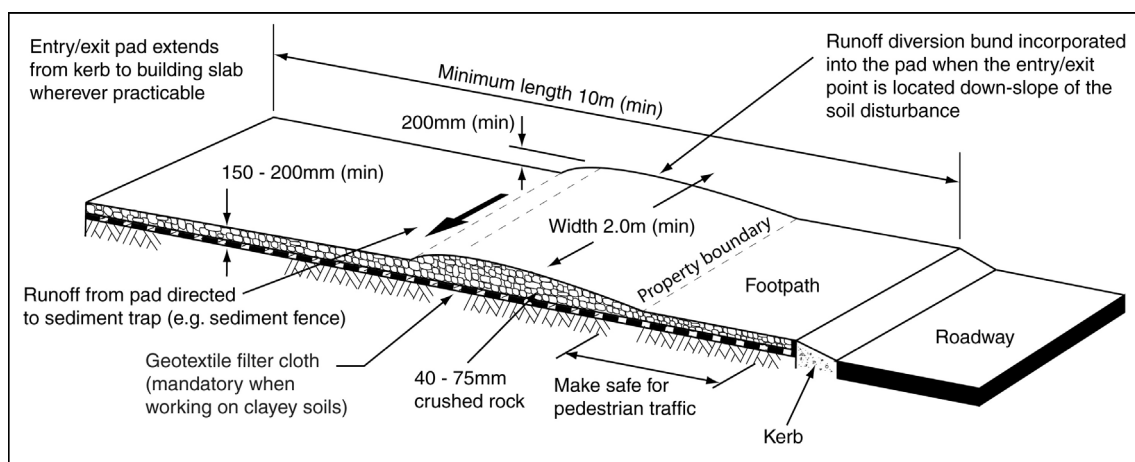 Entry/exit pad extends
from kerb to building slab
wherever practicable
Minimum length 10m (min)
Runoff diversion bund incorporated
into the pad when the entry/exit
point is located down-slope of the
soil disturbance
200mm (min)
150 - 200mm (min)
Width 2.0m (min)
Property boundary
Footpath
Roadway
Runoff from pad directed
to sediment trap (e.g. sediment fence)
Geotextile filter cloth
(mandatory when
working on clayey soils)
40 - 75mm
crushed rock
Make safe for
pedestrian traffic
Kerb